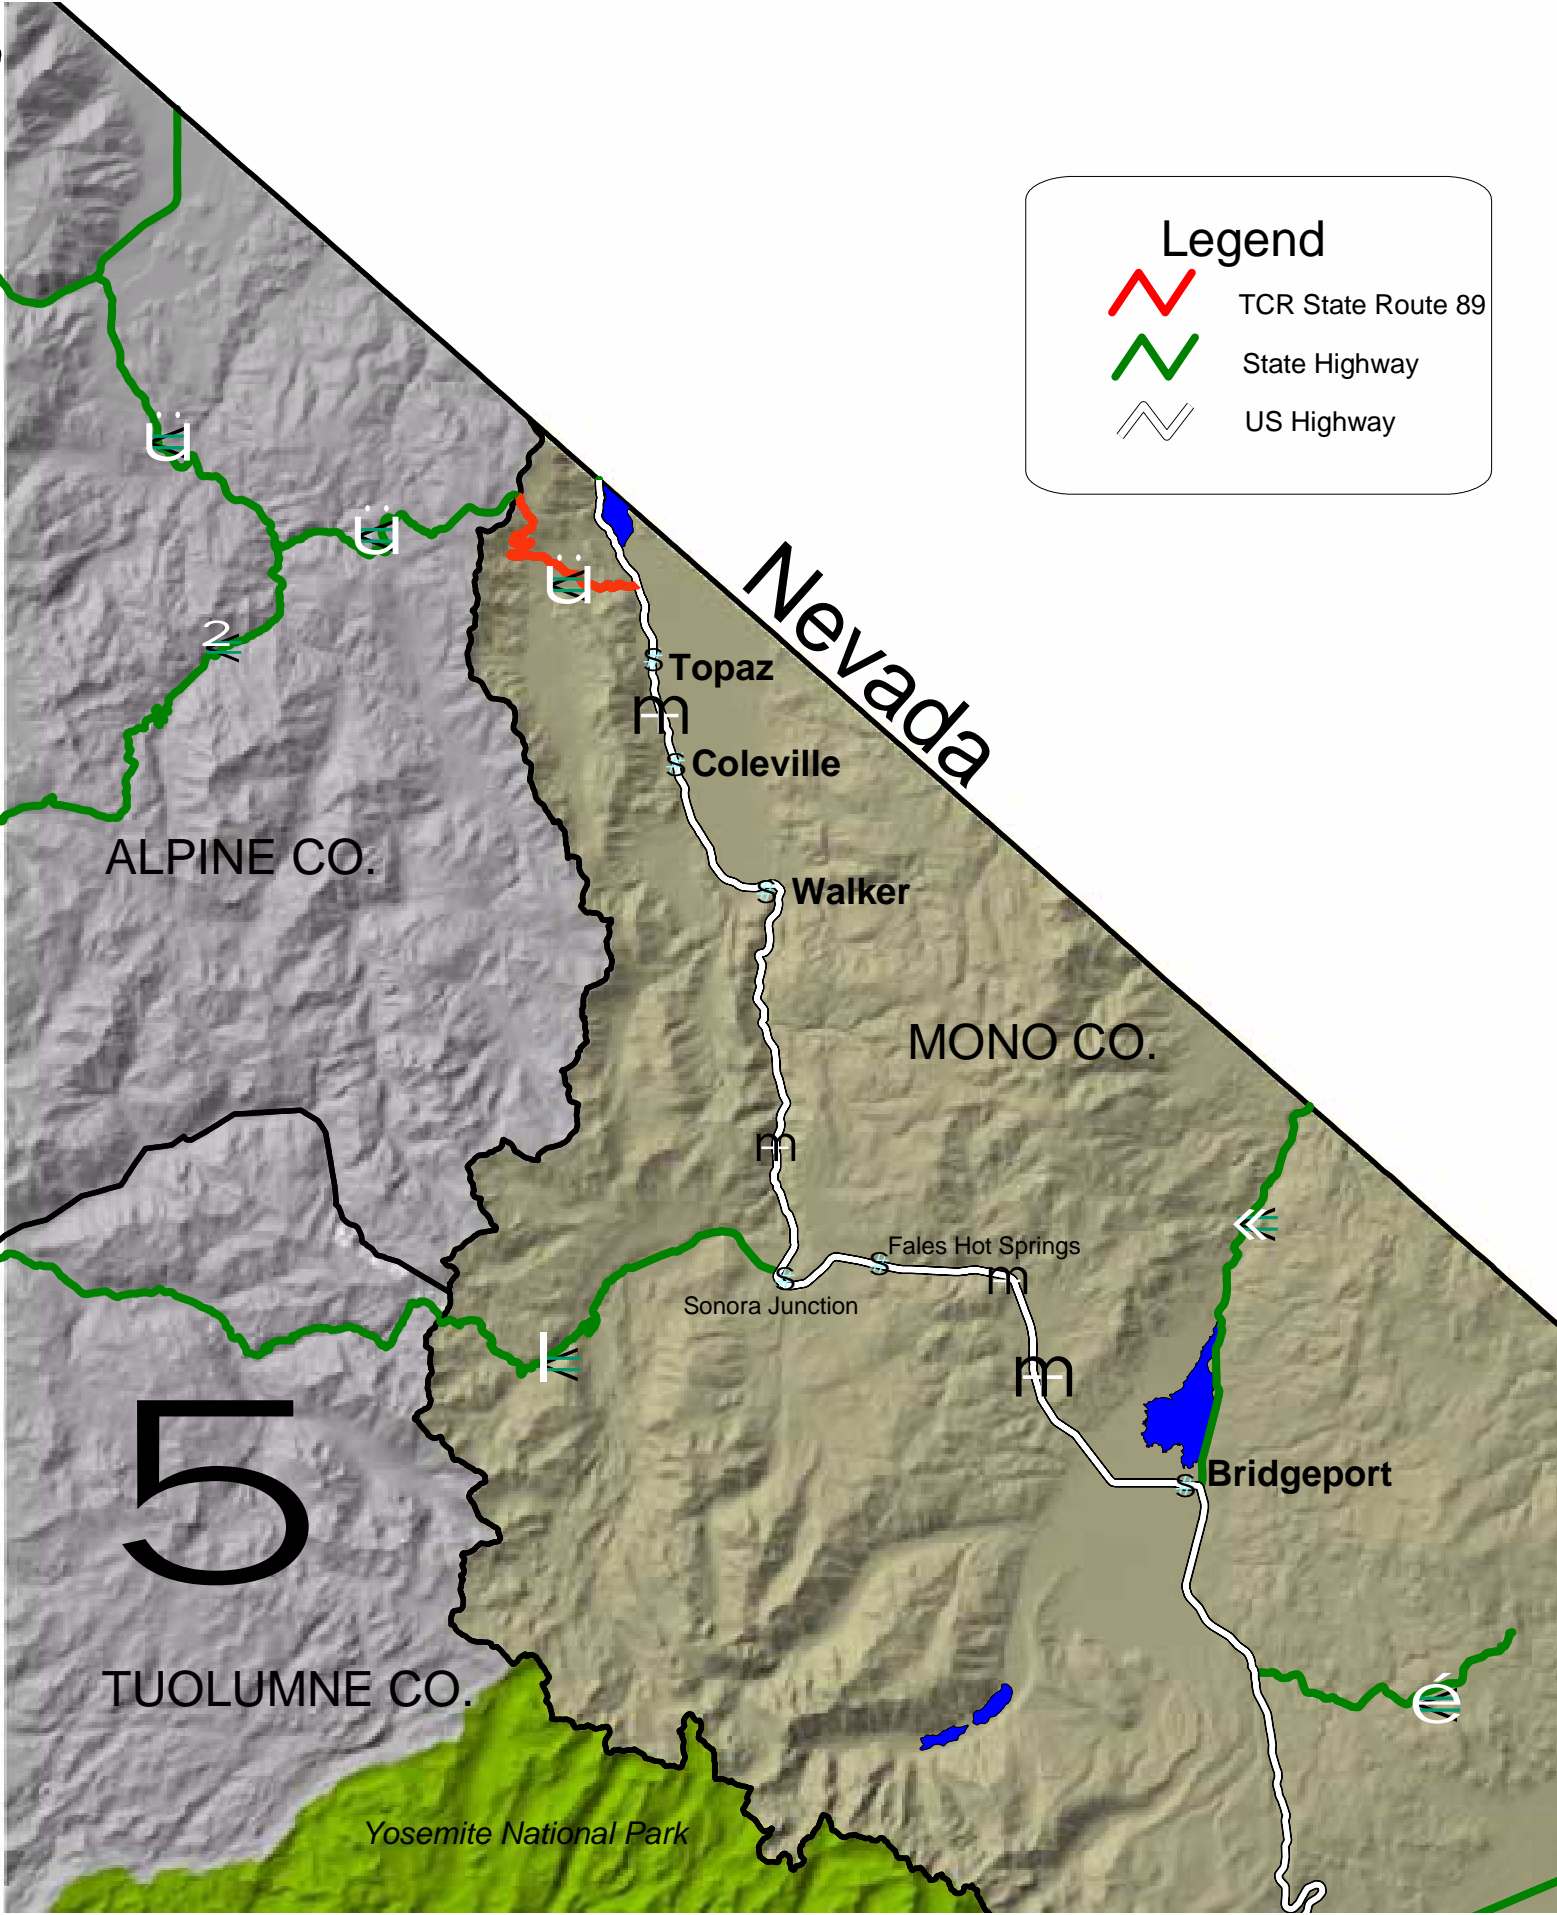 Legend
TCR State Route 89
State Highway
US Highway
Nevada
ü
ü
ü
2
Topaz
m
Coleville
ALPINE CO.
Walker
MONO CO.
m
«
Fales Hot Springs
m
Sonora Junction
l
m
5
Bridgeport
TUOLUMNE CO.
é
Yosemite National Park